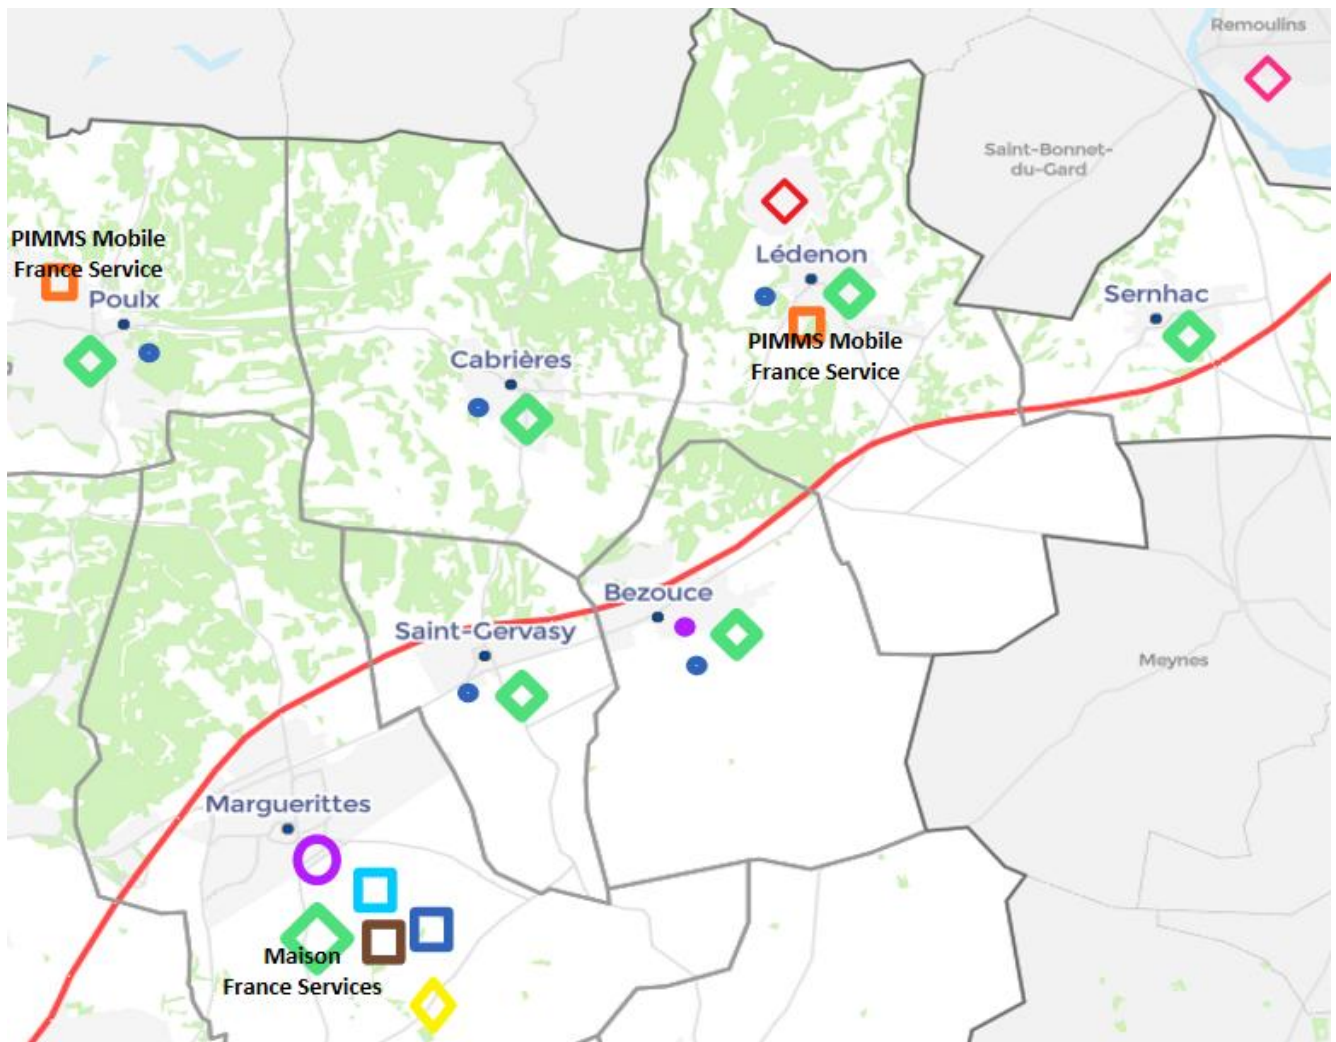 Remoulins
Saint-Bonnet-
du-Gard
PIMMS Mobile
France Service
Poulx
Lédenon
Sernhac
PIMMS Mobile
France Service
Cabrières
Bezouce
Saint-Gervasy
Meynes
Marguerittes
Maison
France Services